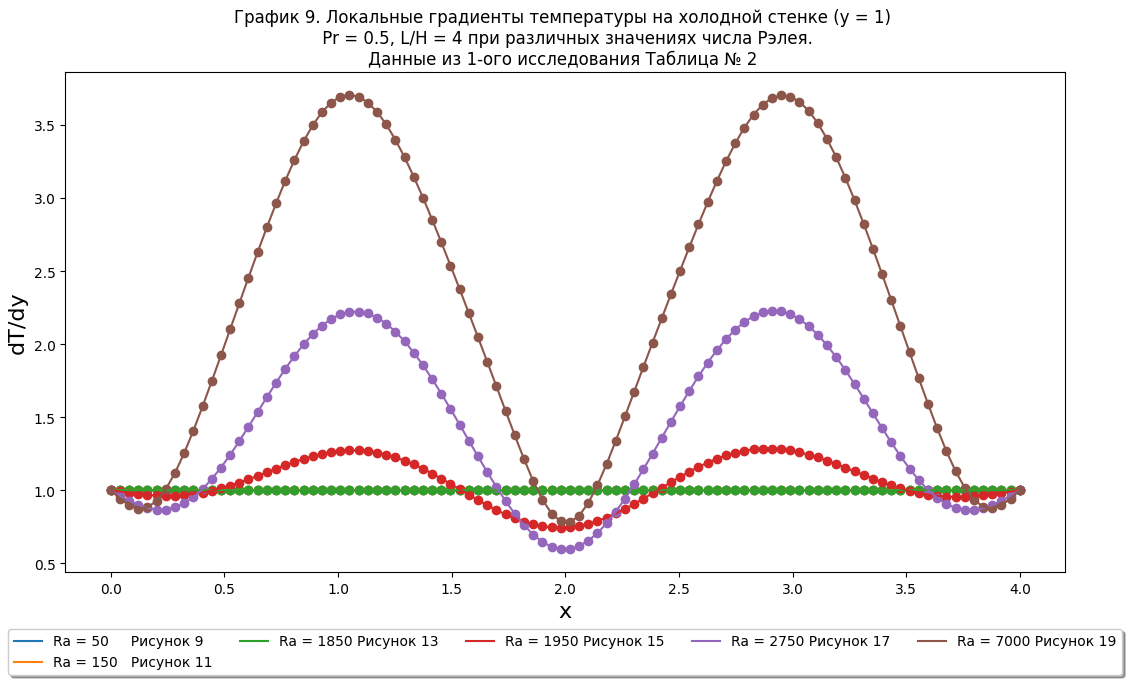 График 9. Локальные градиенты температуры на холодной стенке (y = 1)
Pr = 0.5, L/H = 4 при различных значениях числа Рэлея.
Данные из 1-ого исследования Таблица № 2
dT/dy
3.5
3.0
2.5
2.0
1.5
1.0
0.5
0.0 0.5 1.0 1.5 2.0 2.5 3.0 3.5 4.0
x
Ra = 50 Рисунок 9
Ra = 150 Рисунок 11
Ra = 1850 Рисунок 13
Ra = 1950 Рисунок 15
Ra = 2750 Рисунок 17
Ra = 7000 Рисунок 19